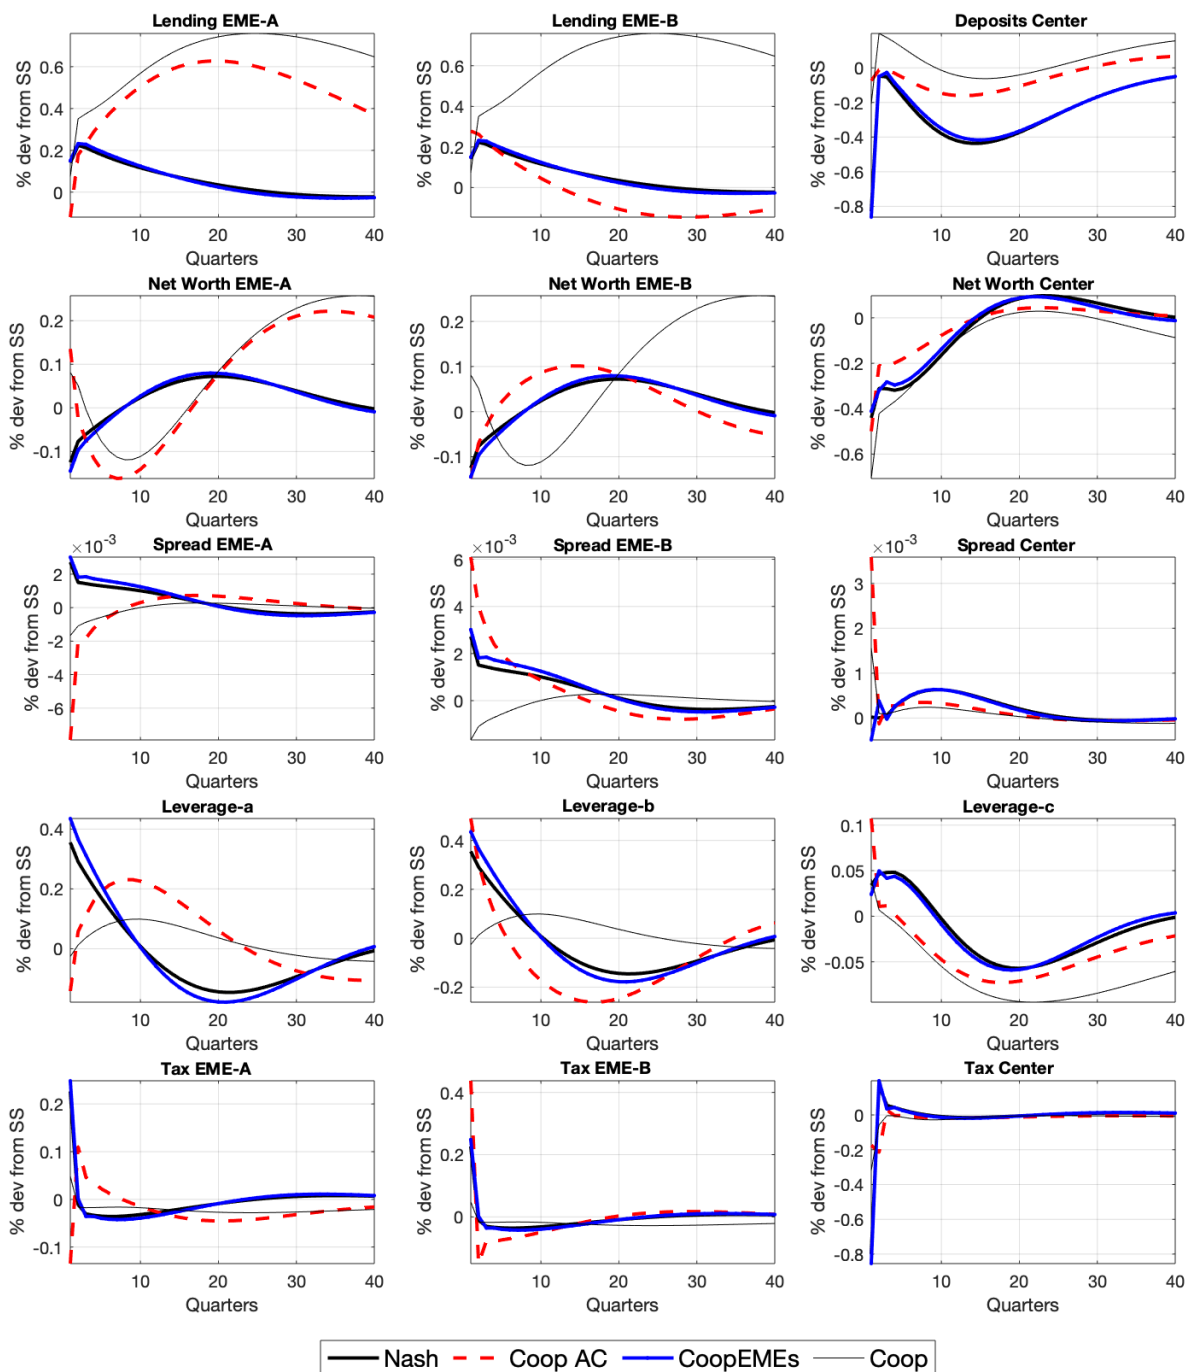 Lending EME-A
% dev from SS
0.6
0.4
0.2
0
10 20 30 40
Quarters
Lending EME-B
% dev from SS
0.6
0.4
0.2
0
10 20 30 40
Quarters
Deposits Center
% dev from SS
0
-0.2
-0.4
-0.6
-0.8
10 20 30 40
Quarters
Net Worth EME-A
% dev from SS
0.2
0.1
0
-0.1
10 20 30 40
Quarters
Net Worth EME-B
% dev from SS
0.2
0.1
0
-0.1
10 20 30 40
Quarters
Net Worth Center
% dev from SS
0
-0.2
-0.4
-0.6
10 20 30 40
Quarters
×10⁻³
Spread EME-A
% dev from SS
2
0
-2
-4
-6
10 20 30 40
Quarters
×10⁻³
Spread EME-B
% dev from SS
6
4
2
0
10 20 30 40
Quarters
×10⁻³
Spread Center
% dev from SS
3
2
1
0
10 20 30 40
Quarters
Leverage-a
% dev from SS
0.4
0.2
0
10 20 30 40
Quarters
Leverage-b
% dev from SS
0.4
0.2
0
-0.2
10 20 30 40
Quarters
Leverage-c
% dev from SS
0.1
0.05
0
-0.05
10 20 30 40
Quarters
Tax EME-A
% dev from SS
0.2
0.1
0
-0.1
10 20 30 40
Quarters
Tax EME-B
% dev from SS
0.4
0.2
0
10 20 30 40
Quarters
Tax Center
% dev from SS
0
-0.2
-0.4
-0.6
-0.8
10 20 30 40
Quarters
Nash Coop AC CoopEMEs Coop